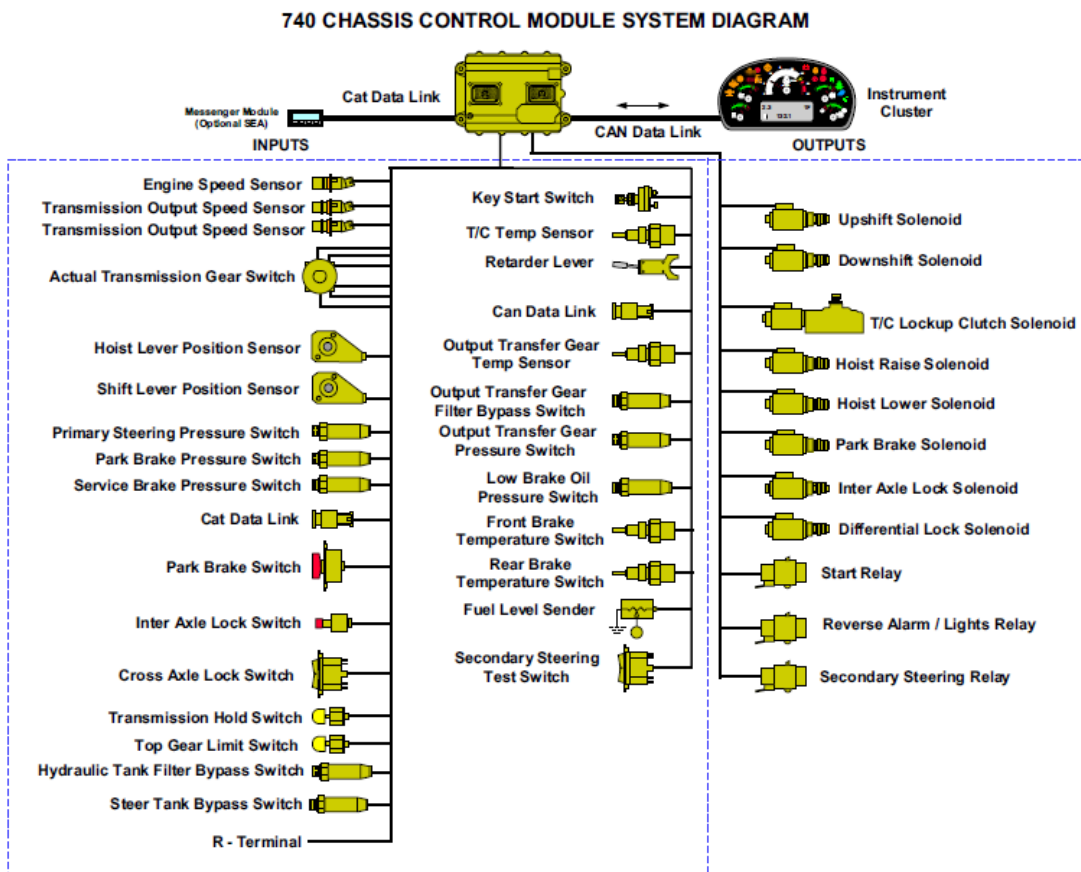 740 CHASSIS CONTROL MODULE SYSTEM DIAGRAM
Cat Data Link
Messenger Module
(Optional SEA)
INPUTS
CAN Data Link
Instrument
Cluster
OUTPUTS
Engine Speed Sensor
Transmission Output Speed Sensor
Transmission Output Speed Sensor
Actual Transmission Gear Switch
Hoist Lever Position Sensor
Shift Lever Position Sensor
Primary Steering Pressure Switch
Park Brake Pressure Switch
Service Brake Pressure Switch
Cat Data Link
Park Brake Switch
Inter Axle Lock Switch
Cross Axle Lock Switch
Transmission Hold Switch
Top Gear Limit Switch
Hydraulic Tank Filter Bypass Switch
Steer Tank Bypass Switch
R - Terminal
Key Start Switch
T/C Temp Sensor
Retarder Lever
Can Data Link
Output Transfer Gear
Temp Sensor
Output Transfer Gear
Filter Bypass Switch
Output Transfer Gear
Pressure Switch
Low Brake Oil
Pressure Switch
Front Brake
Temperature Switch
Rear Brake
Temperature Switch
Fuel Level Sender
Secondary Steering
Test Switch
Upshift Solenoid
Downshift Solenoid
T/C Lockup Clutch Solenoid
Hoist Raise Solenoid
Hoist Lower Solenoid
Park Brake Solenoid
Inter Axle Lock Solenoid
Differential Lock Solenoid
Start Relay
Reverse Alarm / Lights Relay
Secondary Steering Relay